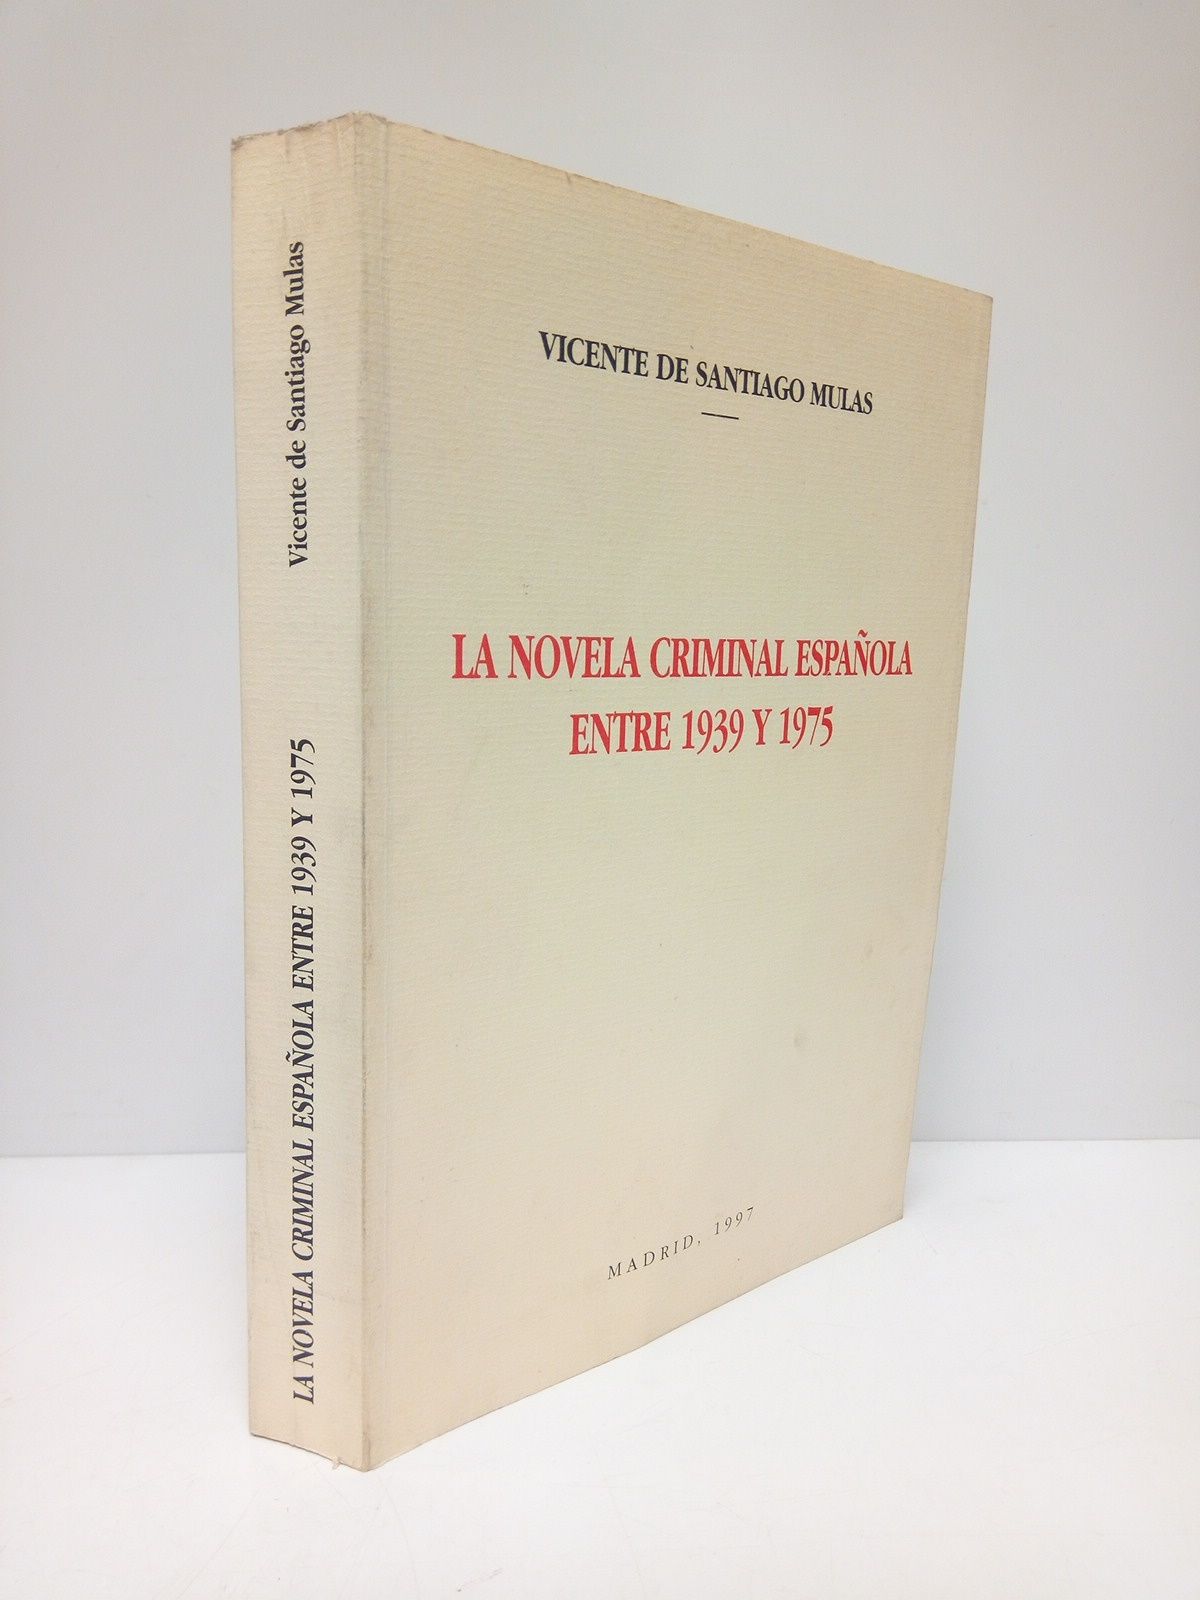 Vicente de Santiago Mulas
LA NOVELA CRIMINAL ESPAÑOLA ENTRE 1939 Y 1975
VICENTE DE SANTIAGO MULAS
LA NOVELA CRIMINAL ESPAÑOLA
ENTRE 1939 Y 1975
MADRID, 1997